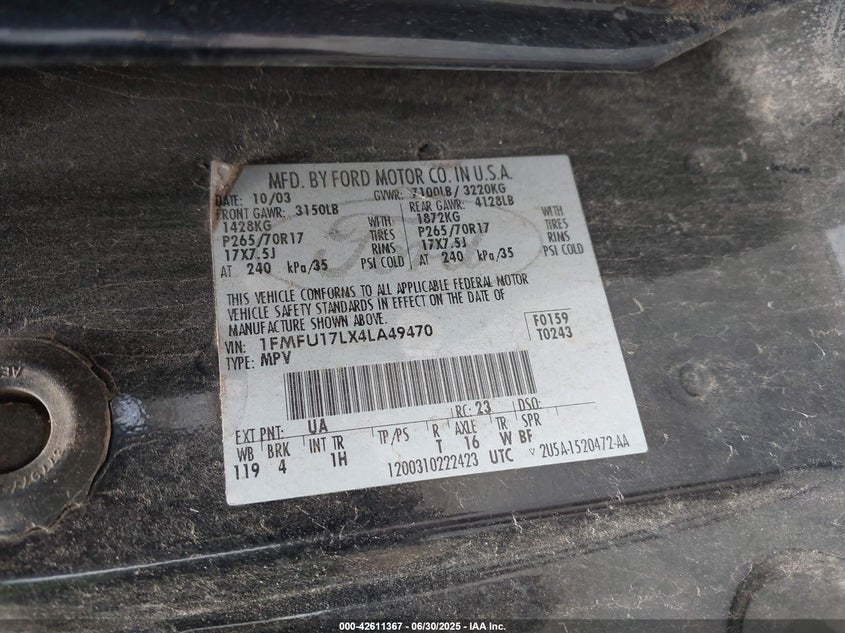 MFD. BY FORD MOTOR CO. IN U.S.A.
DATE: 10/03 GVWR: 7100LB/ 3220KG
FRONT GAWR: 3150LB REAR GAWR: 4128LB
1428KG WITH 1872KG WITH
P265/70R17 TIRES P265/70R17 TIRES
17X7.5J RIMS 17X7.5J RIMS
AT 240 kPa/35 PSI COLD AT 240 kPa/35 PSI COLD
Ford
THIS VEHICLE CONFORMS TO ALL APPLICABLE FEDERAL MOTOR
VEHICLE SAFETY STANDARDS IN EFFECT ON THE DATE OF
MANUFACTURE SHOWN ABOVE.
VIN: 1FMFU17LX4LA49470 F0159
TYPE: MPV T0243
EXT PNT: UA RC: 23 DSO:
WB BRK INT TR TP/PS R AXLE TR SPR
119 4 1H T 16 W BF
1200310222423 UTC ▽ 2U5A-1520472-AA
000-42611367 - 06/30/2025 - IAA Inc.